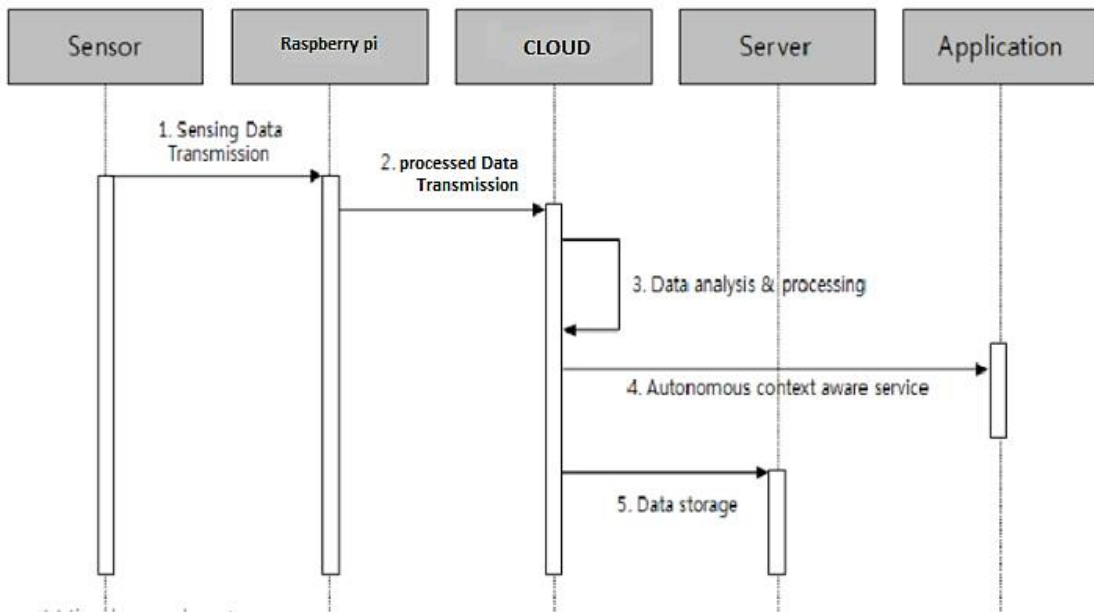 Sensor
Raspberry pi
CLOUD
Server
Application
1. Sensing Data
Transmission
2. processed Data
Transmission
3. Data analysis & processing
4. Autonomous context aware service
5. Data storage